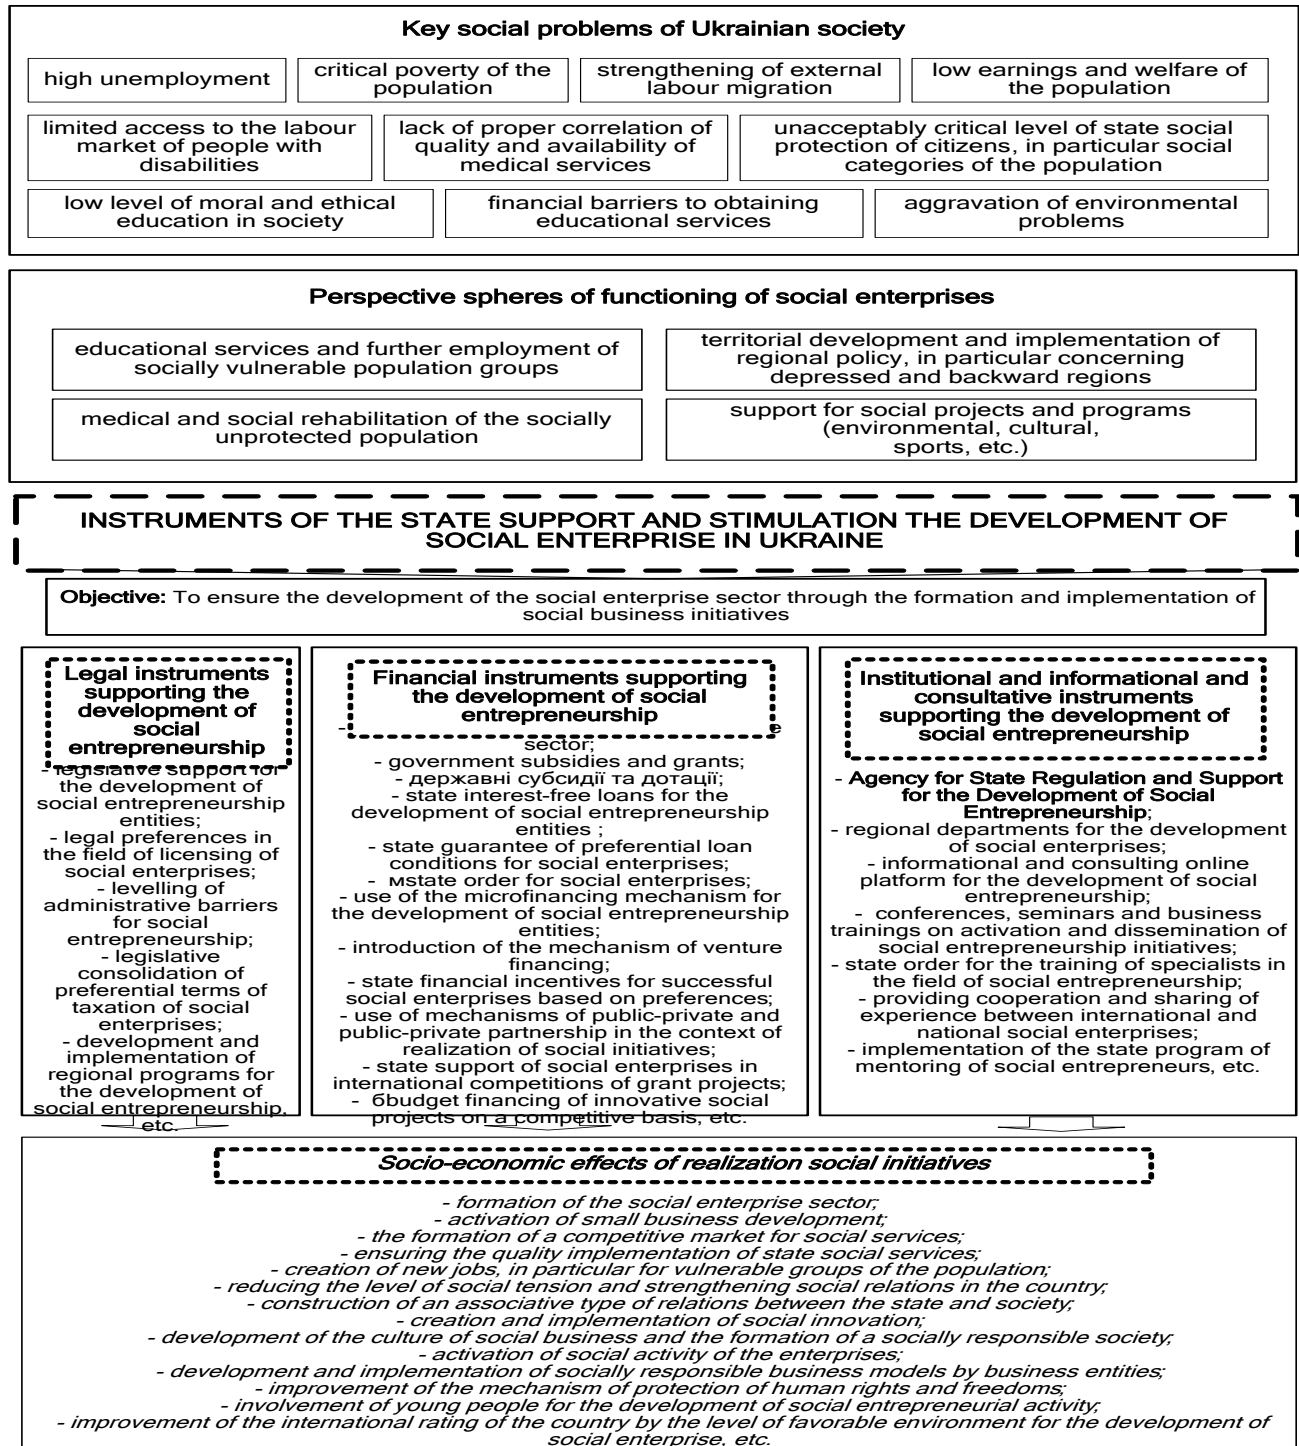 Key social problems of Ukrainian society
high unemployment
critical poverty of the
population
strengthening of external
labour migration
low earnings and welfare of
the population
limited access to the labour
market of people with
disabilities
lack of proper correlation of
quality and availability of
medical services
unacceptably critical level of state social
protection of citizens, in particular social
categories of the population
low level of moral and ethical
education in society
financial barriers to obtaining
educational services
aggravation of environmental
problems
Perspective spheres of functioning of social enterprises
educational services and further employment of
socially vulnerable population groups
territorial development and implementation of
regional policy, in particular concerning
depressed and backward regions
medical and social rehabilitation of the socially
unprotected population
support for social projects and programs
(environmental, cultural,
sports, etc.)
INSTRUMENTS OF THE STATE SUPPORT AND STIMULATION THE DEVELOPMENT OF
SOCIAL ENTERPRISE IN UKRAINE
Objective: To ensure the development of the social enterprise sector through the formation and implementation of
social business initiatives
Legal instruments
supporting the
development of
social
entrepreneurship
- legislative support for
the development of
social entrepreneurship
entities;
- legal preferences in
the field of licensing of
social enterprises;
- levelling of
administrative barriers
for social
entrepreneurship;
- legislative
consolidation of
preferential terms of
taxation of social
enterprises;
- development and
implementation of
regional programs for
the development of
social entrepreneurship,
etc.
Financial instruments supporting
the development of social
entrepreneurship
sector;
- government subsidies and grants;
- державні субсидії та дотації;
- state interest-free loans for the
development of social entrepreneurship
entities ;
- state guarantee of preferential loan
conditions for social enterprises;
- мstate order for social enterprises;
- use of the microfinancing mechanism for
the development of social entrepreneurship
entities;
- introduction of the mechanism of venture
financing;
- state financial incentives for successful
social enterprises based on preferences;
- use of mechanisms of public-private and
public-private partnership in the context of
realization of social initiatives;
- state support of social enterprises in
international competitions of grant projects;
- бbudget financing of innovative social
projects on a competitive basis, etc.
Institutional and informational and
consultative instruments
supporting the development of
social entrepreneurship
- Agency for State Regulation and Support
for the Development of Social
Entrepreneurship;
- regional departments for the development
of social enterprises;
- informational and consulting online
platform for the development of social
entrepreneurship;
- conferences, seminars and business
trainings on activation and dissemination of
social entrepreneurship initiatives;
- state order for the training of specialists in
the field of social entrepreneurship;
- providing cooperation and sharing of
experience between international and
national social enterprises;
- implementation of the state program of
mentoring of social entrepreneurs, etc.
Socio-economic effects of realization social initiatives
- formation of the social enterprise sector;
- activation of small business development;
- the formation of a competitive market for social services;
- ensuring the quality implementation of state social services;
- creation of new jobs, in particular for vulnerable groups of the population;
- reducing the level of social tension and strengthening social relations in the country;
- construction of an associative type of relations between the state and society;
- creation and implementation of social innovation;
- development of the culture of social business and the formation of a socially responsible society;
- activation of social activity of the enterprises;
- development and implementation of socially responsible business models by business entities;
- improvement of the mechanism of protection of human rights and freedoms;
- involvement of young people for the development of social entrepreneurial activity;
- improvement of the international rating of the country by the level of favorable environment for the development of
social enterprise, etc.